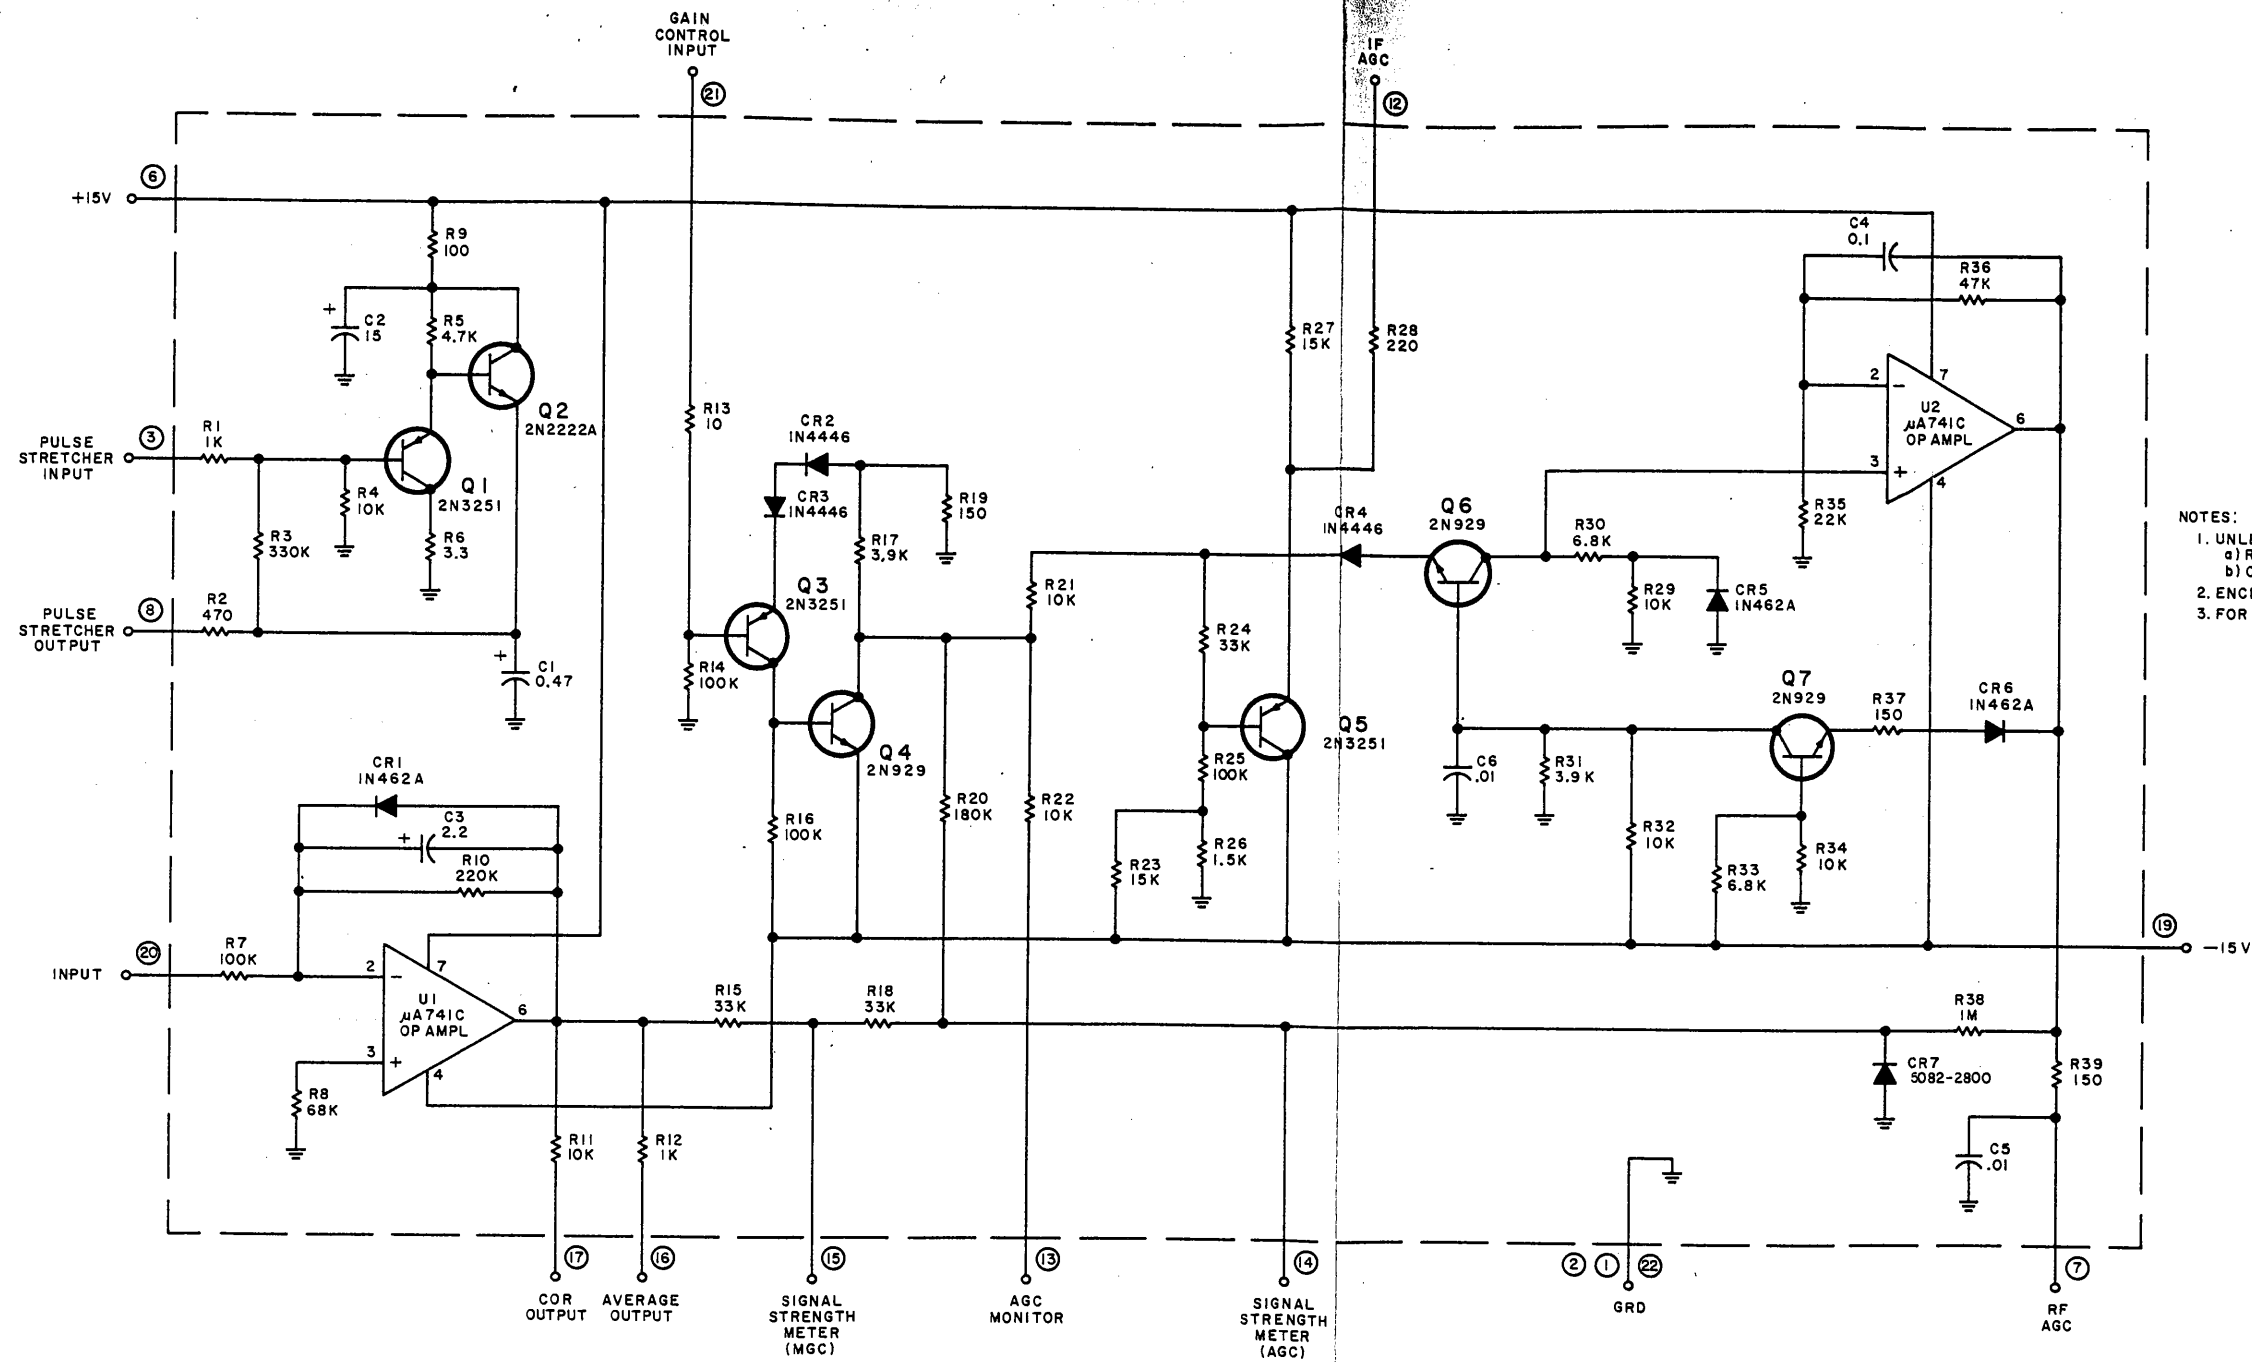 GAIN
CONTROL
INPUT
21
IF
AGC
12
6
+15V
R9
100
C4
0.1
R36
47K
+
C2
15
R5
4.7K
R27
15K
R28
220
2
−
7
U2
µA741C
OP AMPL
6
3
+
4
Q2
2N2222A
R13
10
CR2
1N4446
PULSE
STRETCHER
INPUT
3
R1
1K
R4
10K
Q1
2N3251
CR3
1N4446
R19
150
R3
330K
R6
3.3
R17
3.9K
CR4
1N4446
Q6
2N929
R30
6.8K
R35
22K
NOTES:
1. UNLE
a) R
b) C
2. ENCI
3. FOR
PULSE
STRETCHER
OUTPUT
8
R2
470
Q3
2N3251
R21
10K
R29
10K
CR5
1N462A
R24
33K
+
C1
0.47
R14
100K
Q4
2N929
Q5
2N3251
Q7
2N929
R37
150
CR6
1N462A
CR1
1N462A
C3
+ 2.2
R10
220K
R16
100K
R20
180K
R22
10K
R25
100K
R23
15K
R26
1.5K
C6
.01
R31
3.9K
R32
10K
R33
6.8K
R34
10K
INPUT
20
R7
100K
2
−
7
U1
µA741C
OP AMPL
6
3
+
4
R8
68K
R15
33K
R18
33K
19
−15V
R38
1M
CR7
5082-2800
R39
150
C5
.01
R11
10K
R12
1K
17
COR
OUTPUT
16
AVERAGE
OUTPUT
15
SIGNAL
STRENGTH
METER
(MGC)
13
AGC
MONITOR
14
SIGNAL
STRENGTH
METER
(AGC)
2 1 22
GRD
7
RF
AGC